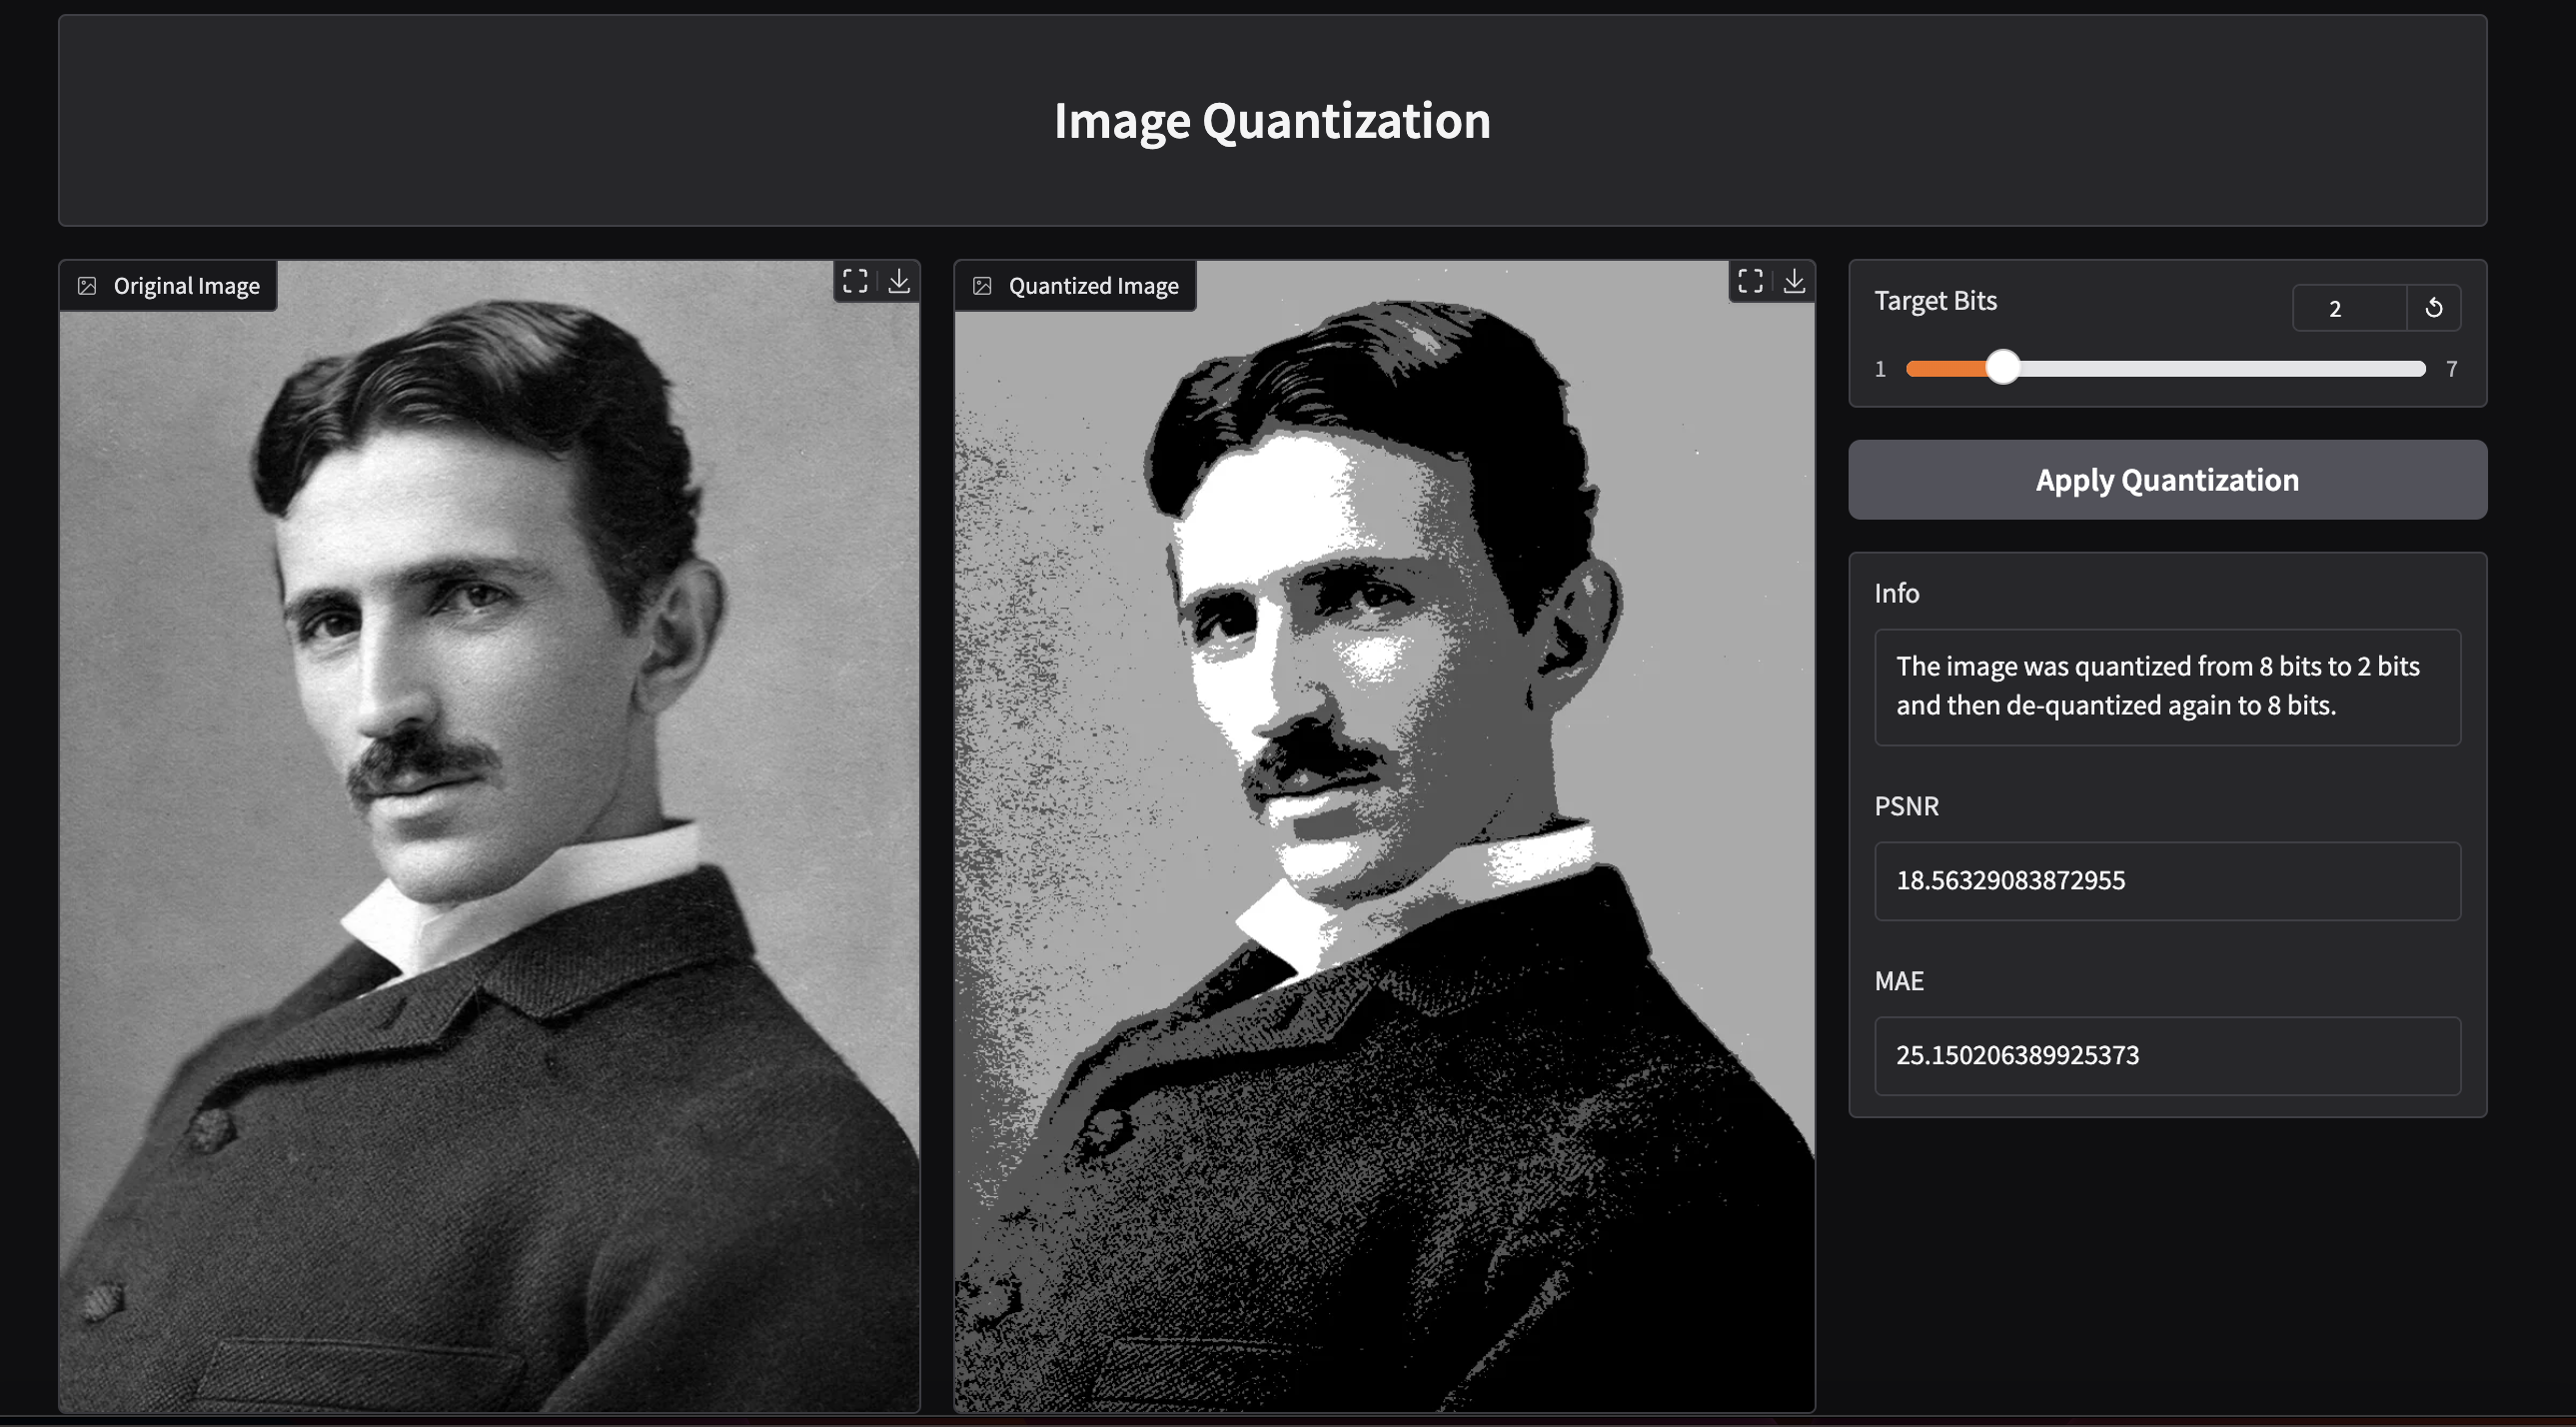 Image Quantization
Original Image
Quantized Image
Target Bits
2
1
7
Apply Quantization
Info
The image was quantized from 8 bits to 2 bits
and then de-quantized again to 8 bits.
PSNR
18.56329083872955
MAE
25.150206389925373